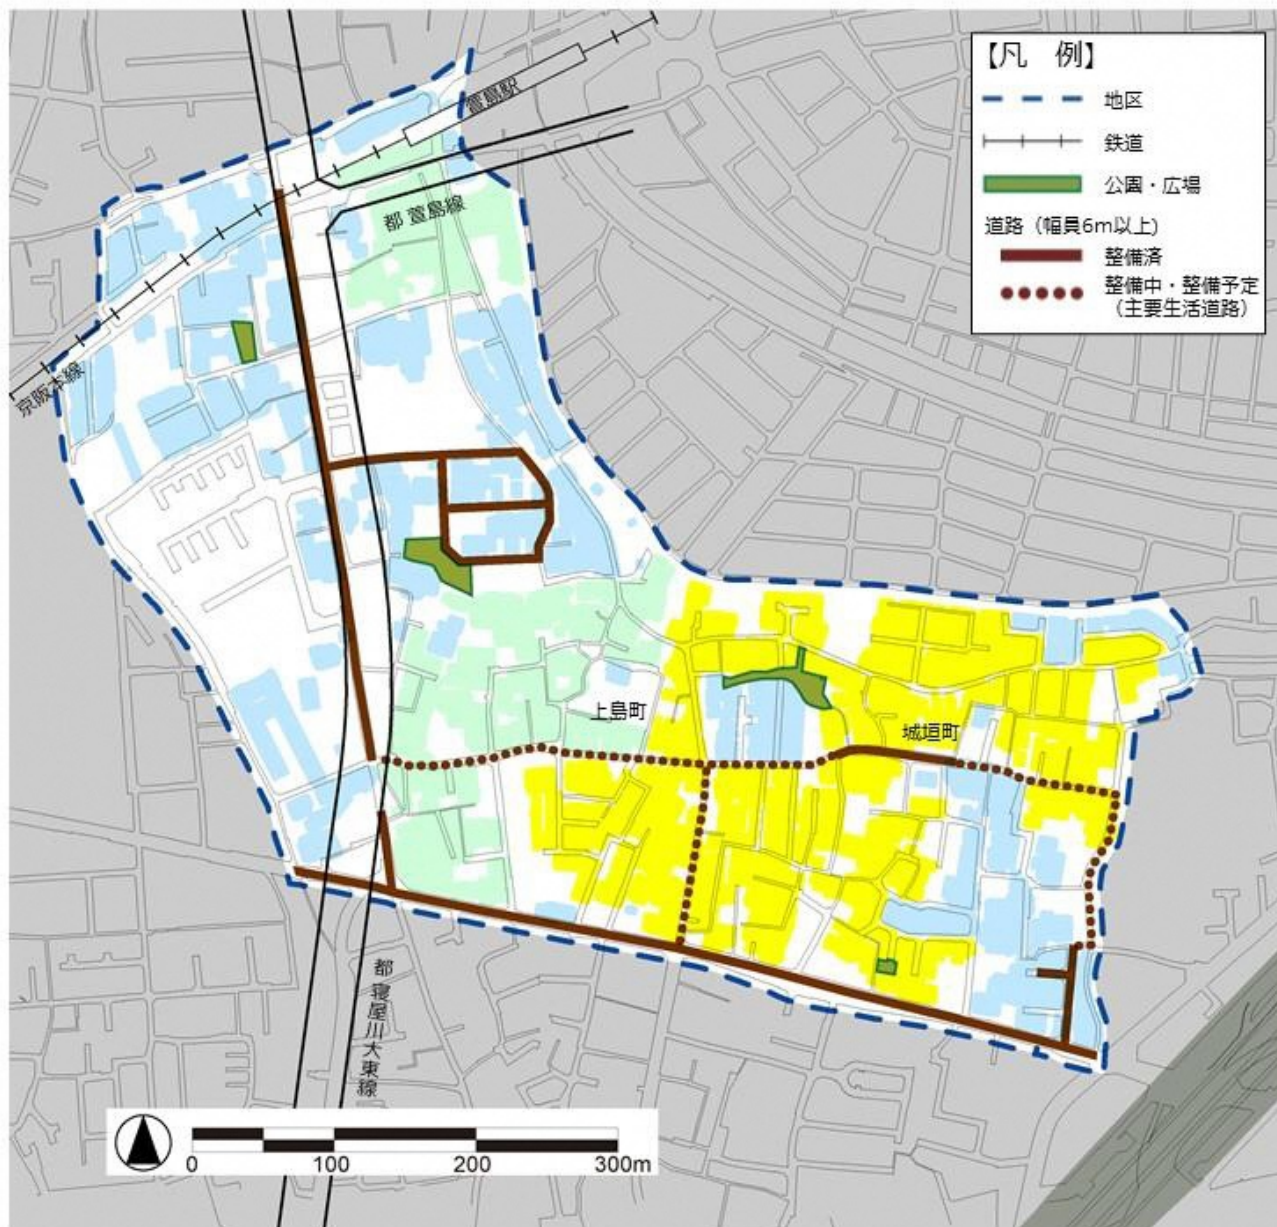 【凡　例】
地区
鉄道
公園・広場
道路（幅員6m以上)
整備済
整備中・整備予定
（主要生活道路）
萱島駅
都 萱島線
京阪本線
上島町
城垣町
都 寝屋川大東線
0 100 200 300m